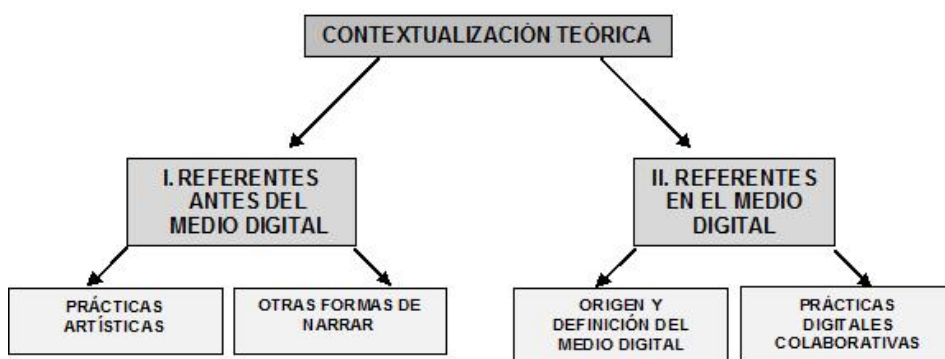 CONTEXTUALIZACIÓN TEÓRICA
I. REFERENTES
ANTES DEL
MEDIO DIGITAL
II. REFERENTES
EN EL MEDIO
DIGITAL
PRÁCTICAS
ARTÍSTICAS
OTRAS FORMAS DE
NARRAR
ORIGEN Y
DEFINICIÓN DEL
MEDIO DIGITAL
PRÁCTICAS
DIGITALES
COLABORATIVAS